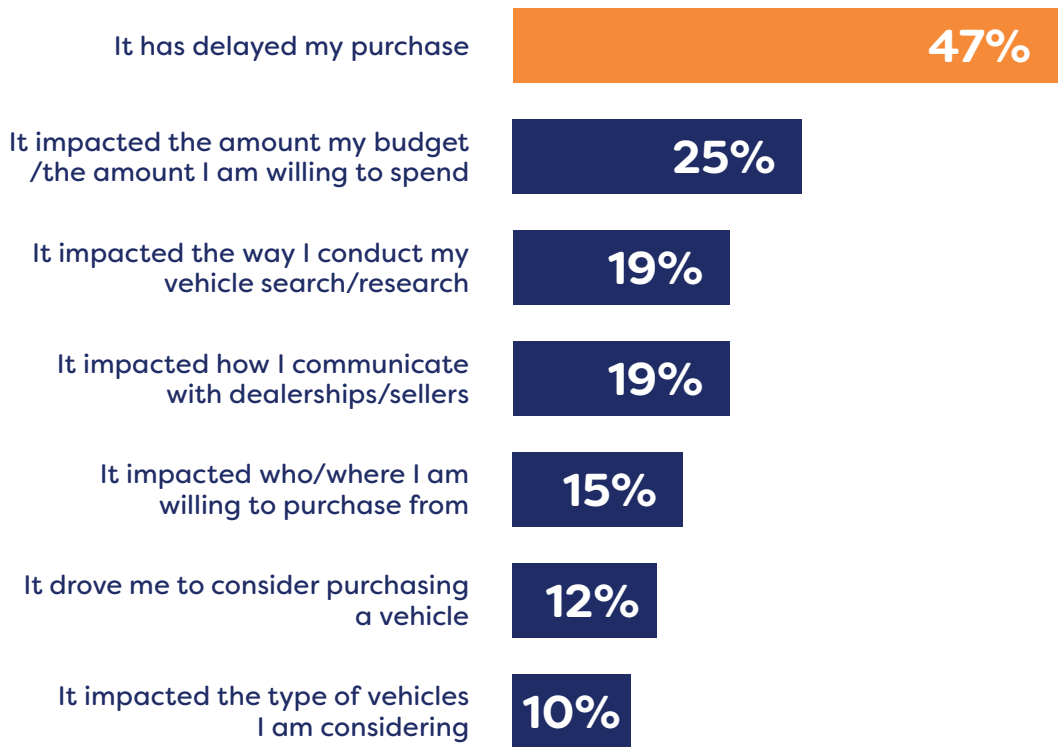 It has delayed my purchase
47%
It impacted the amount my budget
/the amount I am willing to spend
25%
It impacted the way I conduct my
vehicle search/research
19%
It impacted how I communicate
with dealerships/sellers
19%
It impacted who/where I am
willing to purchase from
15%
It drove me to consider purchasing
a vehicle
12%
It impacted the type of vehicles
I am considering
10%